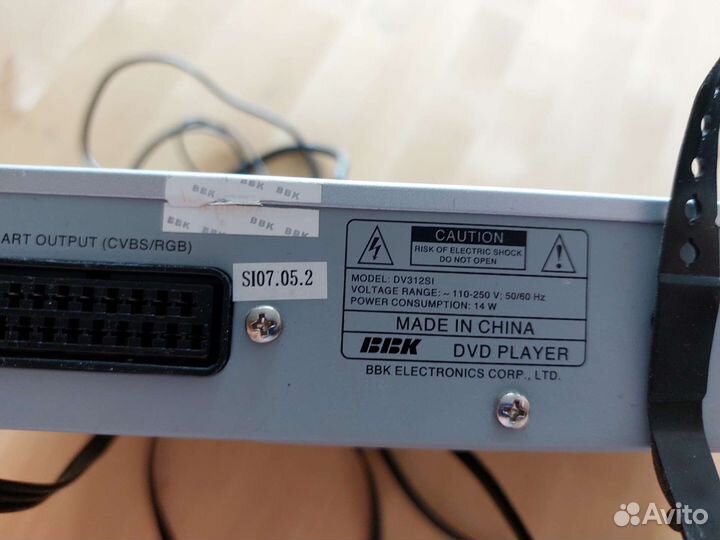 BBK BBK BBK
BBK BBK BBK
ART OUTPUT (CVBS/RGB)
SI07.05.2
CAUTION
RISK OF ELECTRIC SHOCK
DO NOT OPEN
MODEL: DV312SI
VOLTAGE RANGE: ~ 110-250 V; 50/60 Hz
POWER CONSUMPTION: 14 W
MADE IN CHINA
BBK DVD PLAYER
BBK ELECTRONICS CORP., LTD.
Avito